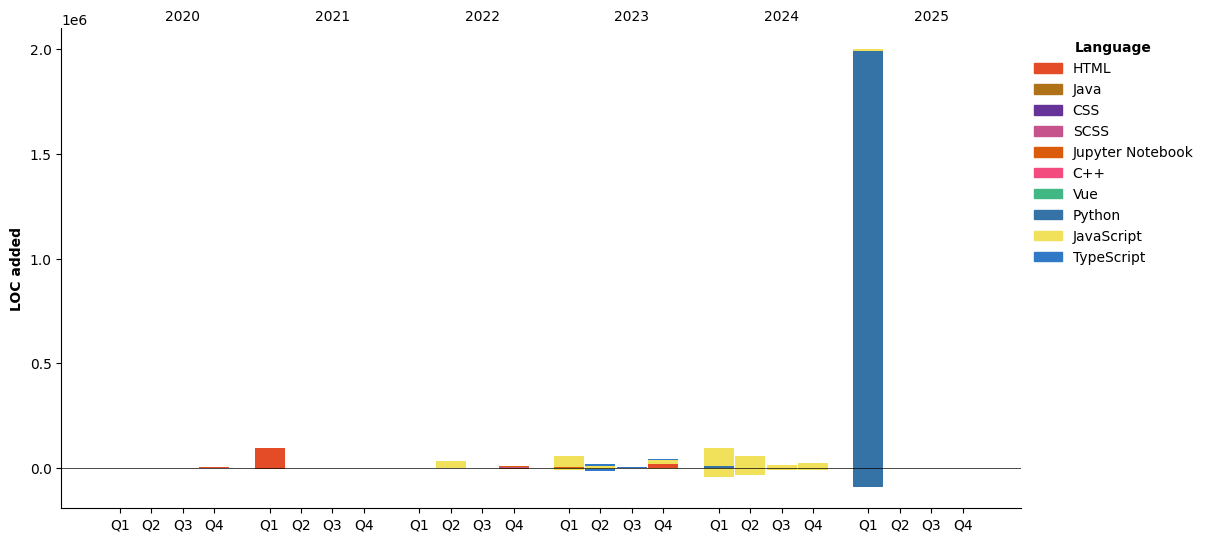 1e6
2020 2021 2022 2023 2024 2025
2.0
1.5
1.0
0.5
0.0
LOC added
Q1 Q2 Q3 Q4 Q1 Q2 Q3 Q4 Q1 Q2 Q3 Q4 Q1 Q2 Q3 Q4 Q1 Q2 Q3 Q4 Q1 Q2 Q3 Q4
Language
HTML
Java
CSS
SCSS
Jupyter Notebook
C++
Vue
Python
JavaScript
TypeScript